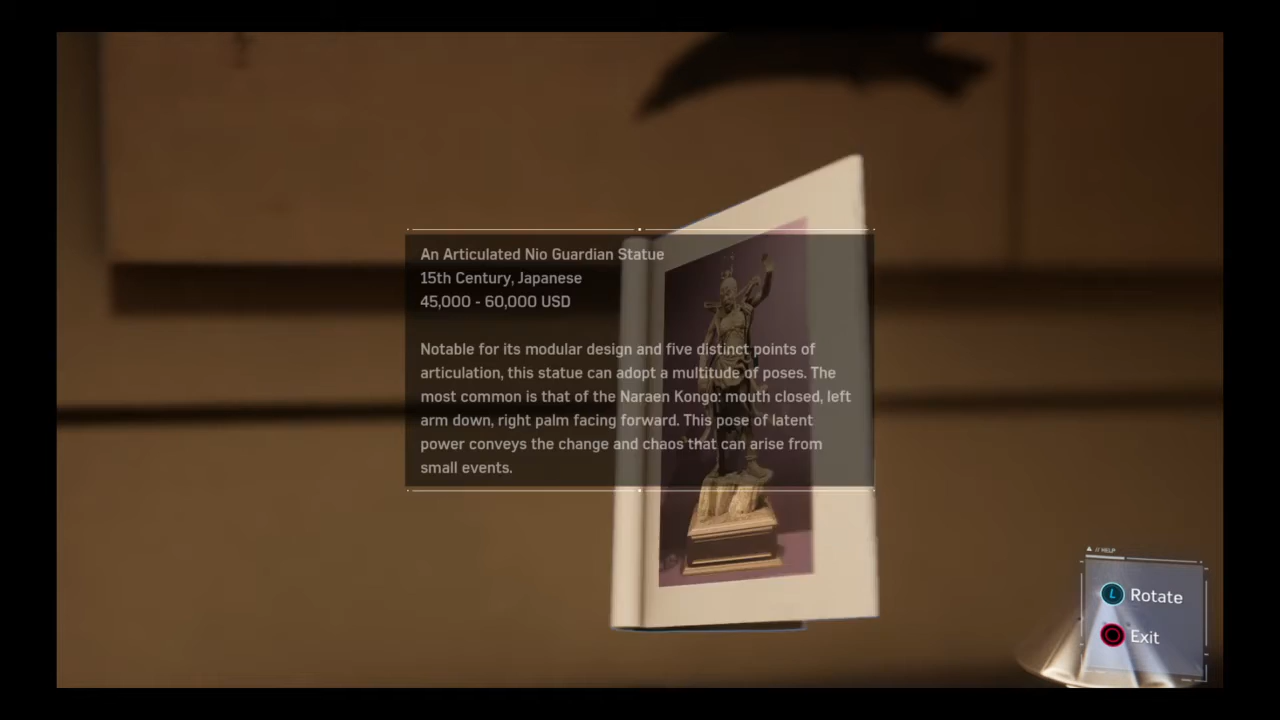 An Articulated Nio Guardian Statue
15th Century, Japanese
45,000 - 60,000 USD
Notable for its modular design and five distinct points of
articulation, this statue can adopt a multitude of poses. The
most common is that of the Naraen Kongo: mouth closed, left
arm down, right palm facing forward. This pose of latent
power conveys the change and chaos that can arise from
small events.
// HELP
L Rotate
Exit